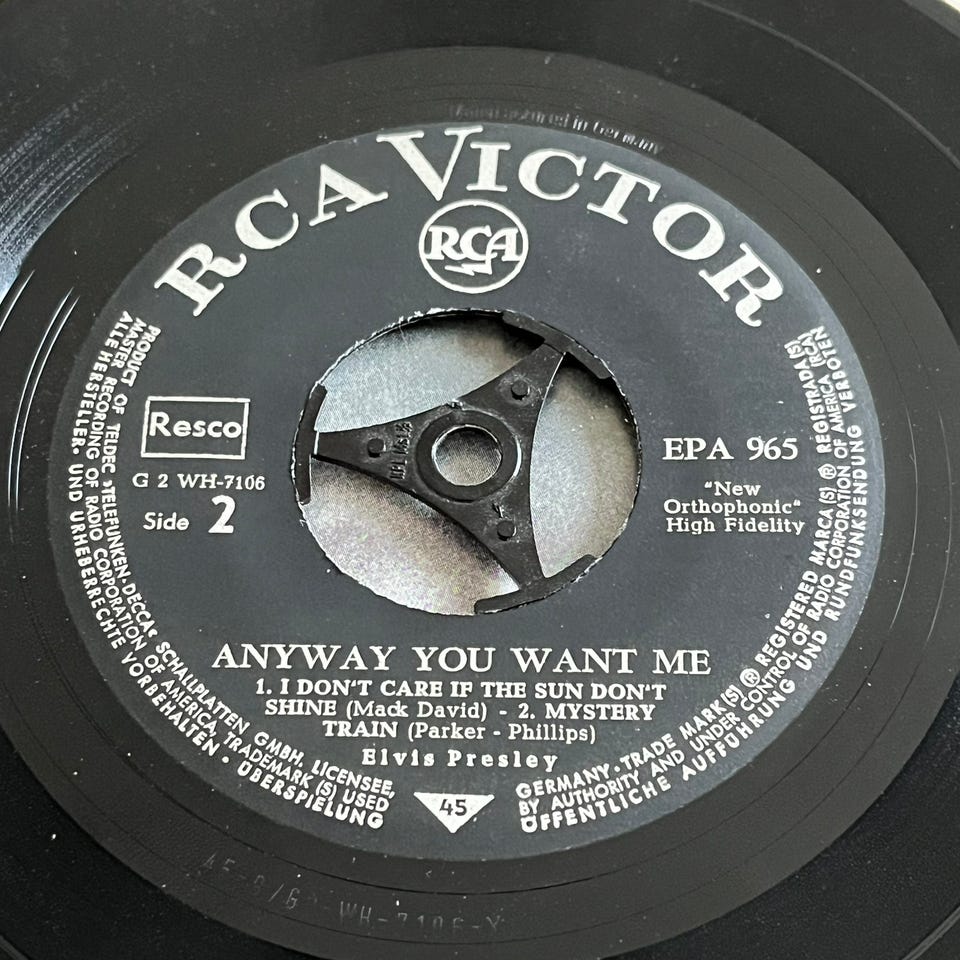 Manufactured in Germany
RCA VICTOR
RCA
Resco
G 2 WH-7106
Side 2
EPA 965
"New
Orthophonic"
High Fidelity
ANYWAY YOU WANT ME
1. I DON'T CARE IF THE SUN DON'T
SHINE (Mack David) - 2. MYSTERY
TRAIN (Parker - Phillips)
Elvis Presley
45
PRODUCT OF TELDEC »TELEFUNKEN-DECCA« SCHALLPLATTEN GMBH, LICENSEE,
MASTER RECORDING OF RADIO CORPORATION OF AMERICA, TRADEMARK (S) USED
ALLE HERSTELLER- UND URHEBERRECHTE VORBEHALTEN • ÜBERSPIELUNG
GERMANY • TRADE MARK(S) ® REGISTERED MARCA(S) ® REGISTRADA(S)
BY AUTHORITY AND UNDER CONTROL OF RADIO CORPORATION OF AMERICA (RCA)
ÖFFENTLICHE AUFFÜHRUNG UND RUNDFUNKSENDUNG VERBOTEN
WH-7106-X